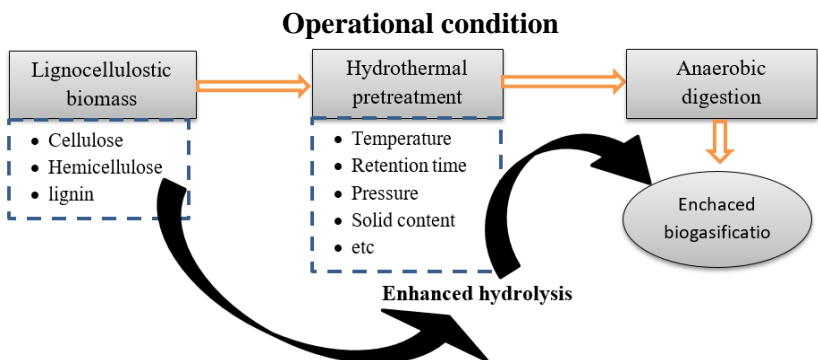 Operational condition
Lignocellulostic
biomass
Hydrothermal
pretreatment
Anaerobic
digestion
• Cellulose
• Hemicellulose
• lignin
• Temperature
• Retention time
• Pressure
• Solid content
• etc
Enchaced
biogasificatio
Enhanced hydrolysis